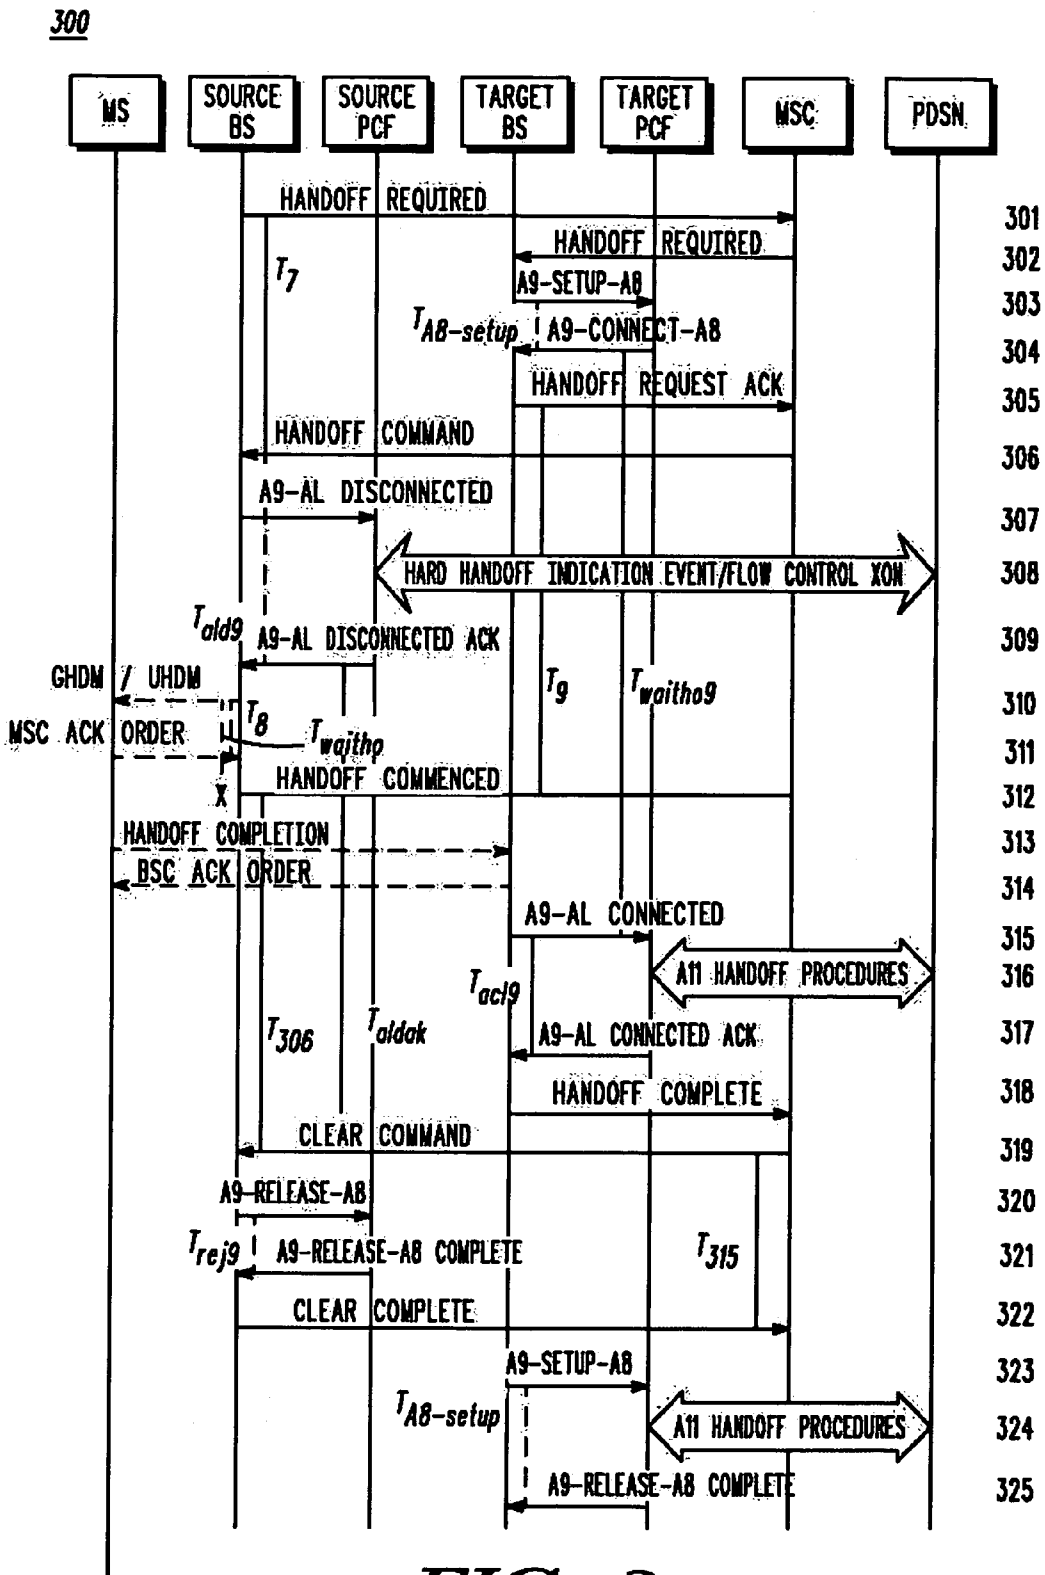 300
MS
SOURCE
BS
SOURCE
PCF
TARGET
BS
TARGET
PCF
MSC
PDSN
HANDOFF REQUIRED
301
HANDOFF REQUIRED
302
T7
A9-SETUP-A8
303
TA8-setup
A9-CONNECT-A8
304
HANDOFF REQUEST ACK
305
HANDOFF COMMAND
306
A9-AL DISCONNECTED
307
HARD HANDOFF INDICATION EVENT/FLOW CONTROL XON
308
Tald9
A9-AL DISCONNECTED ACK
309
GHDM / UHDM
T9
Twaitho9
310
T8
MSC ACK ORDER
Twaitho
311
HANDOFF COMMENCED
X
312
HANDOFF COMPLETION
313
BSC ACK ORDER
314
A9-AL CONNECTED
315
A11 HANDOFF PROCEDURES
316
Tacl9
T306
Taldak
A9-AL CONNECTED ACK
317
HANDOFF COMPLETE
318
CLEAR COMMAND
319
A9-RELEASE-A8
320
Trej9
A9-RELEASE-A8 COMPLETE
T315
321
CLEAR COMPLETE
322
A9-SETUP-A8
323
TA8-setup
A11 HANDOFF PROCEDURES
324
A9-RELEASE-A8 COMPLETE
325